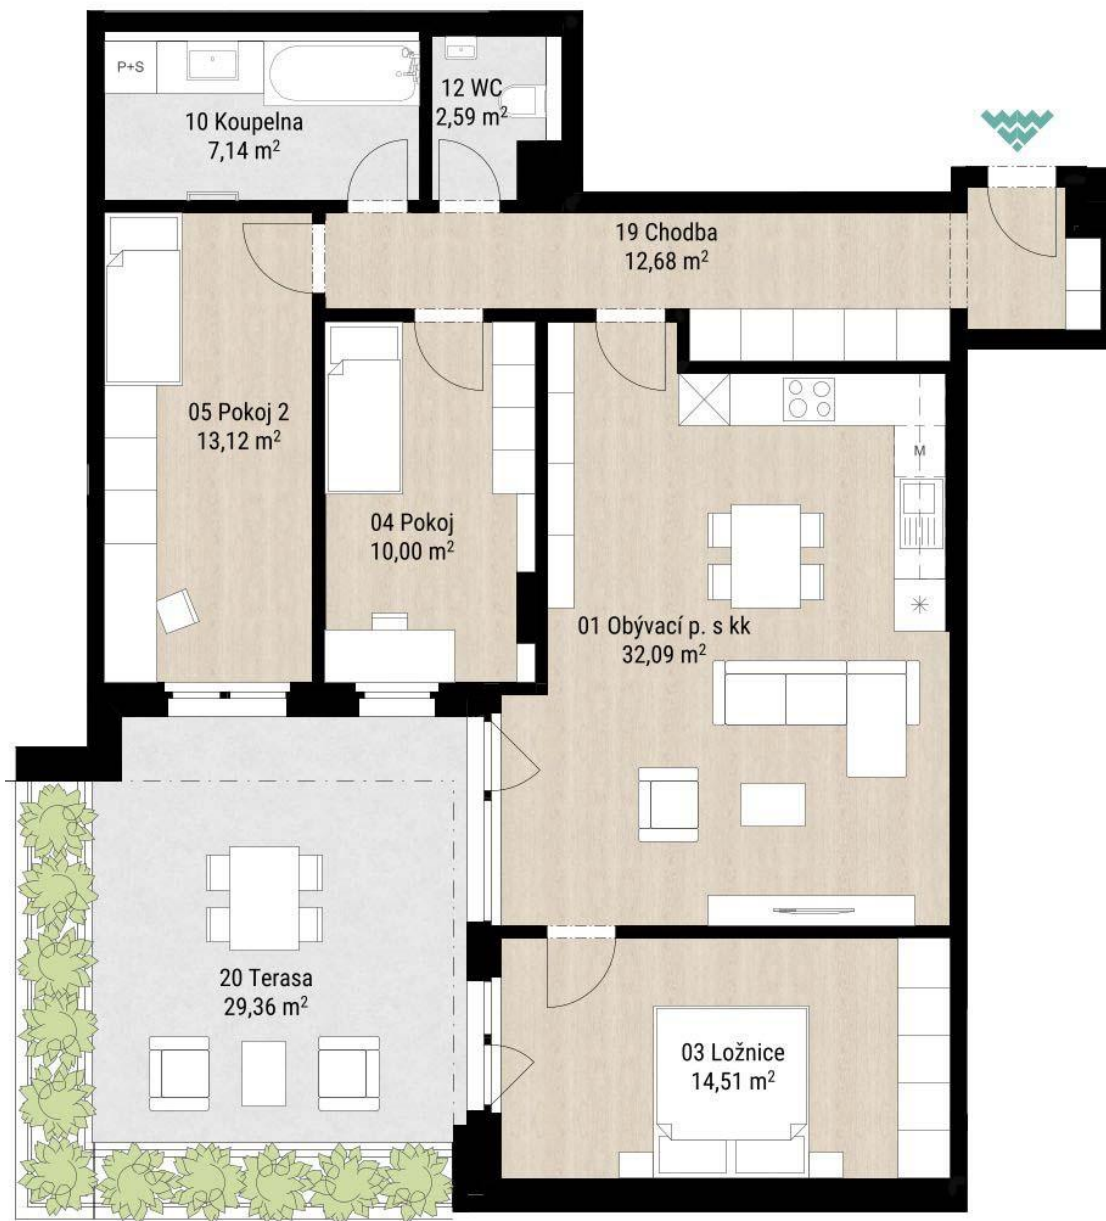 P+S
10 Koupelna
7,14 m²
12 WC
2,59 m²
19 Chodba
12,68 m²
05 Pokoj 2
13,12 m²
04 Pokoj
10,00 m²
M
01 Obývací p. s kk
32,09 m²
20 Terasa
29,36 m²
03 Ložnice
14,51 m²